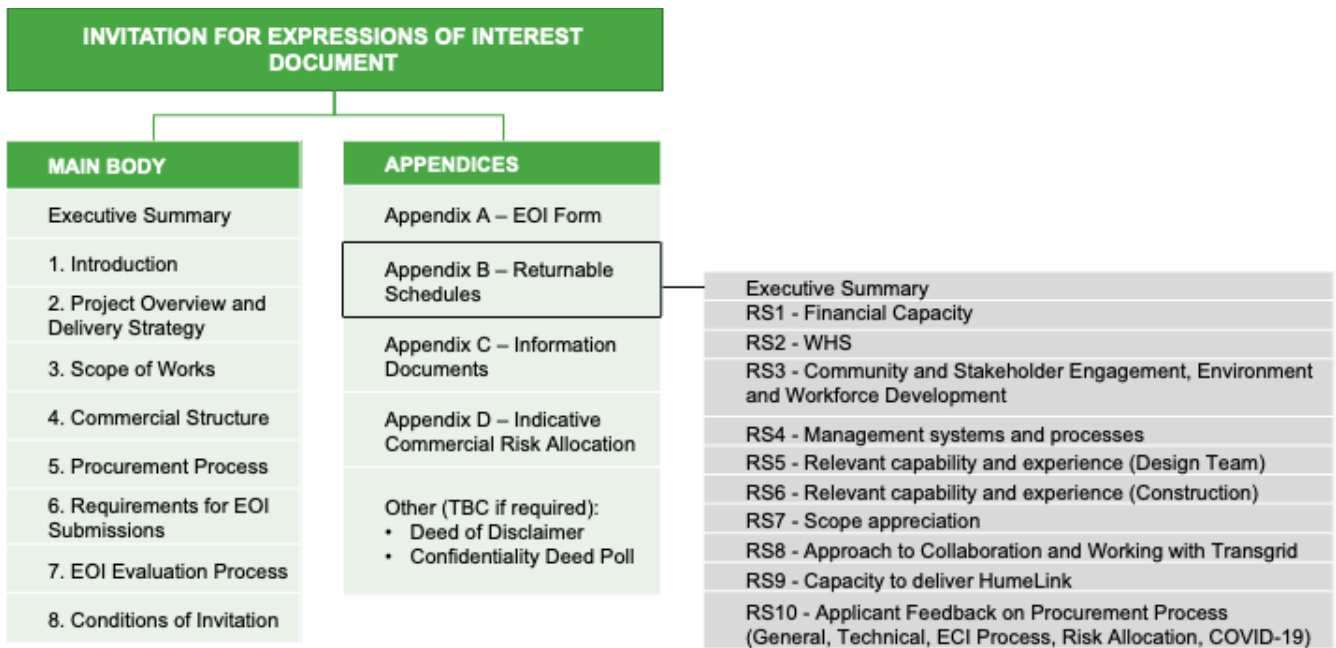 INVITATION FOR EXPRESSIONS OF INTEREST
DOCUMENT
MAIN BODY
Executive Summary
1. Introduction
2. Project Overview and
Delivery Strategy
3. Scope of Works
4. Commercial Structure
5. Procurement Process
6. Requirements for EOI
Submissions
7. EOI Evaluation Process
8. Conditions of Invitation
APPENDICES
Appendix A – EOI Form
Appendix B – Returnable
Schedules
Appendix C – Information
Documents
Appendix D – Indicative
Commercial Risk Allocation
Other (TBC if required):
• Deed of Disclaimer
• Confidentiality Deed Poll
Executive Summary
RS1 - Financial Capacity
RS2 - WHS
RS3 - Community and Stakeholder Engagement, Environment
and Workforce Development
RS4 - Management systems and processes
RS5 - Relevant capability and experience (Design Team)
RS6 - Relevant capability and experience (Construction)
RS7 - Scope appreciation
RS8 - Approach to Collaboration and Working with Transgrid
RS9 - Capacity to deliver HumeLink
RS10 - Applicant Feedback on Procurement Process
(General, Technical, ECI Process, Risk Allocation, COVID-19)